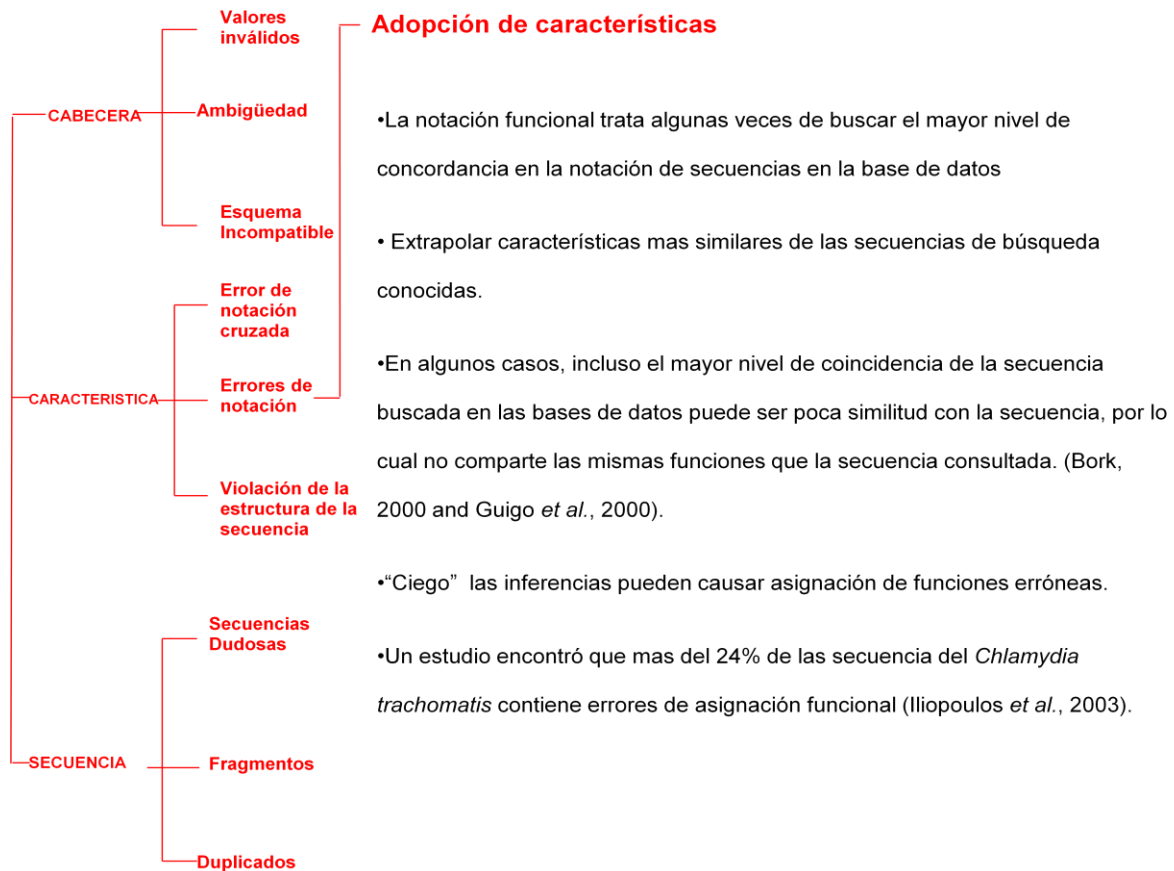 Valores
inválidos
CABECERA
Ambigüedad
Esquema
Incompatible
Error de
notación
cruzada
CARACTERISTICA
Errores de
notación
Violación de la
estructura de la
secuencia
Secuencias
Dudosas
SECUENCIA
Fragmentos
Duplicados
Adopción de características
•La notación funcional trata algunas veces de buscar el mayor nivel de
concordancia en la notación de secuencias en la base de datos
• Extrapolar características mas similares de las secuencias de búsqueda
conocidas.
•En algunos casos, incluso el mayor nivel de coincidencia de la secuencia
buscada en las bases de datos puede ser poca similitud con la secuencia, por lo
cual no comparte las mismas funciones que la secuencia consultada. (Bork,
2000 and Guigo et al., 2000).
•“Ciego” las inferencias pueden causar asignación de funciones erróneas.
•Un estudio encontró que mas del 24% de las secuencia del Chlamydia
trachomatis contiene errores de asignación funcional (Iliopoulos et al., 2003).